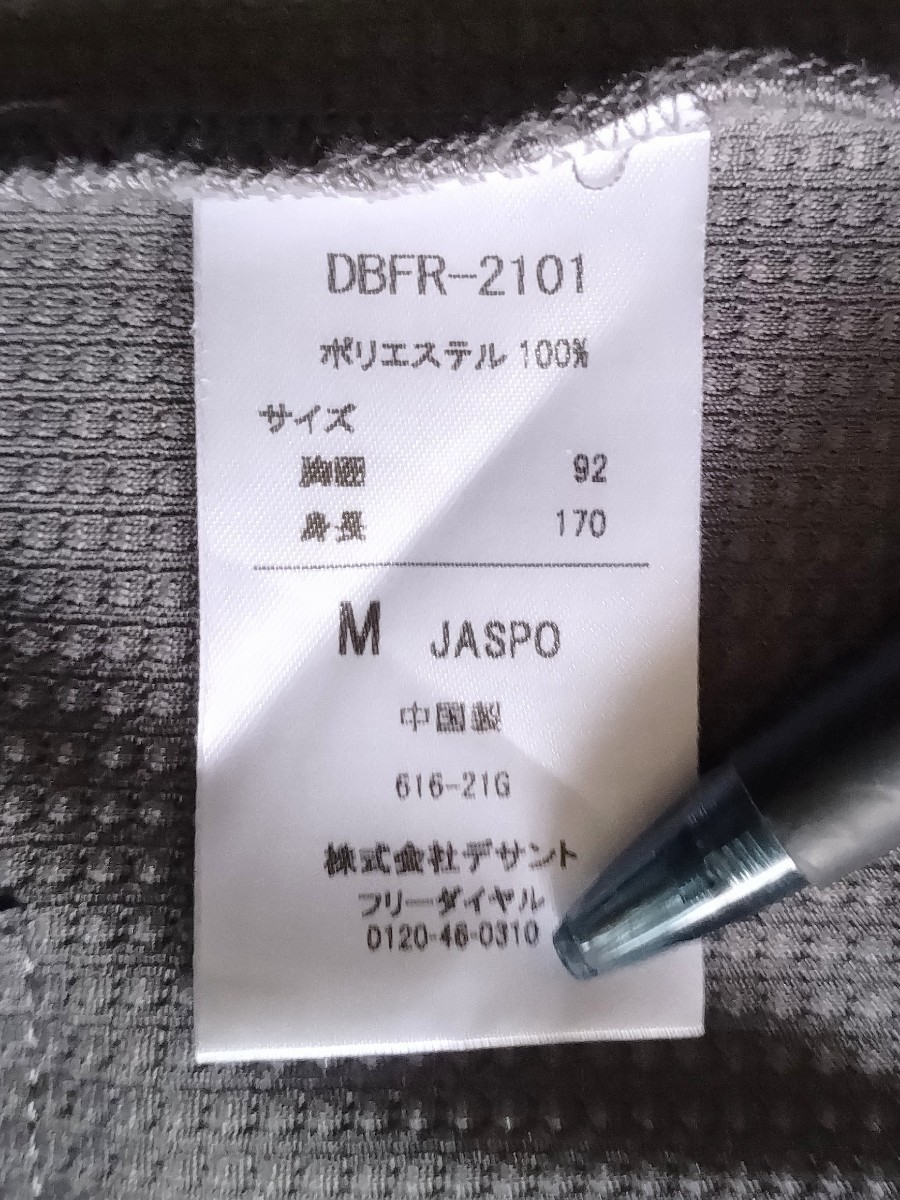 DBFR-2101
ポリエステル 100%
サイズ
胸囲 92
身長 170
M JASPO
中国製
616-21G
株式会社デサント
フリーダイヤル
0120-46-0310